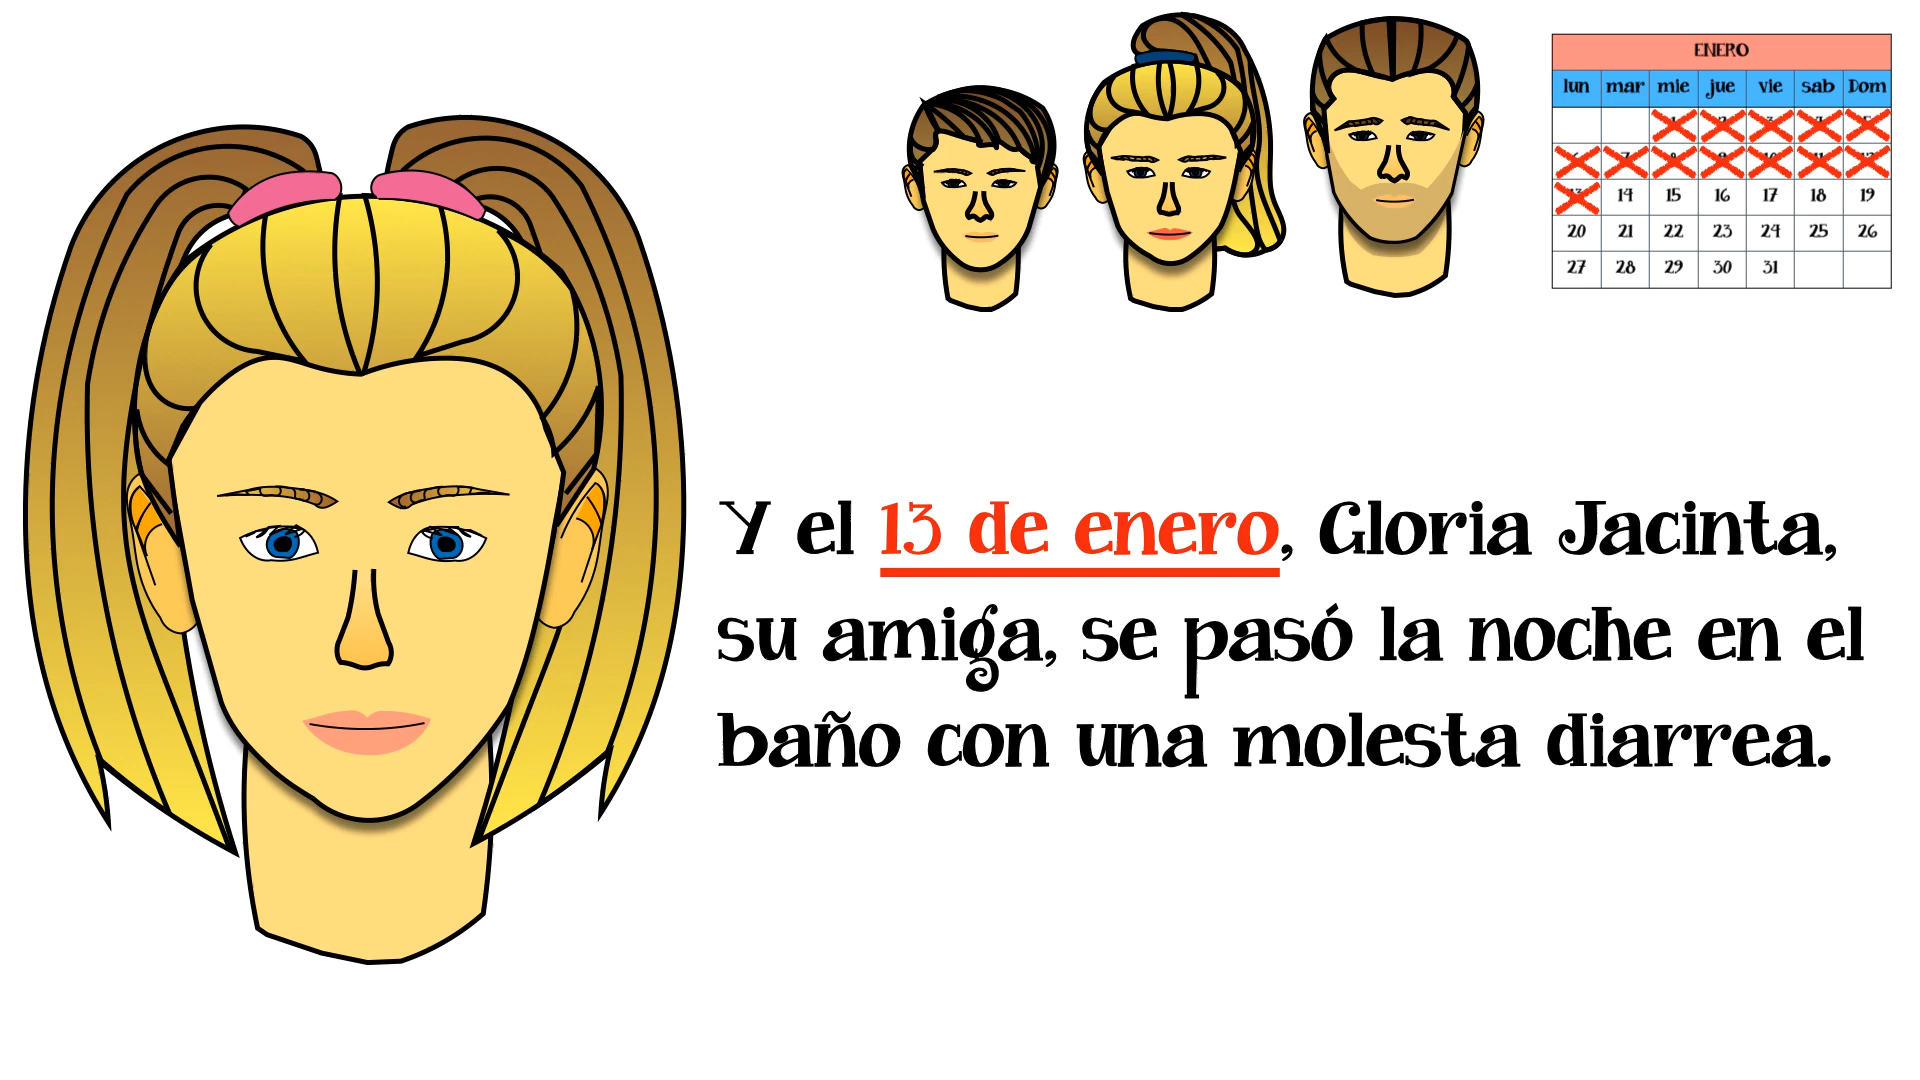 ENERO
lun mar mie jue vie sab Dom
14 15 16 17 18 19
20 21 22 23 24 25 26
27 28 29 30 31
Y el 13 de enero, Gloria Jacinta,
su amiga, se pasó la noche en el
baño con una molesta diarrea.